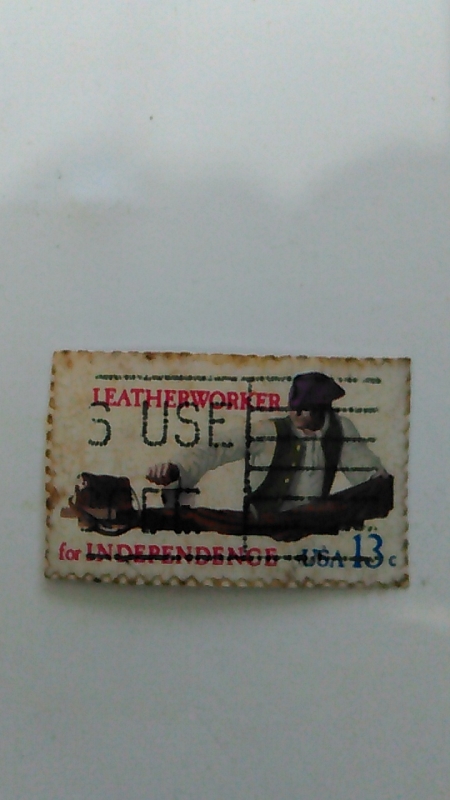 LEATHERWORKER
S USE
for INDEPENDENCE USA 13c